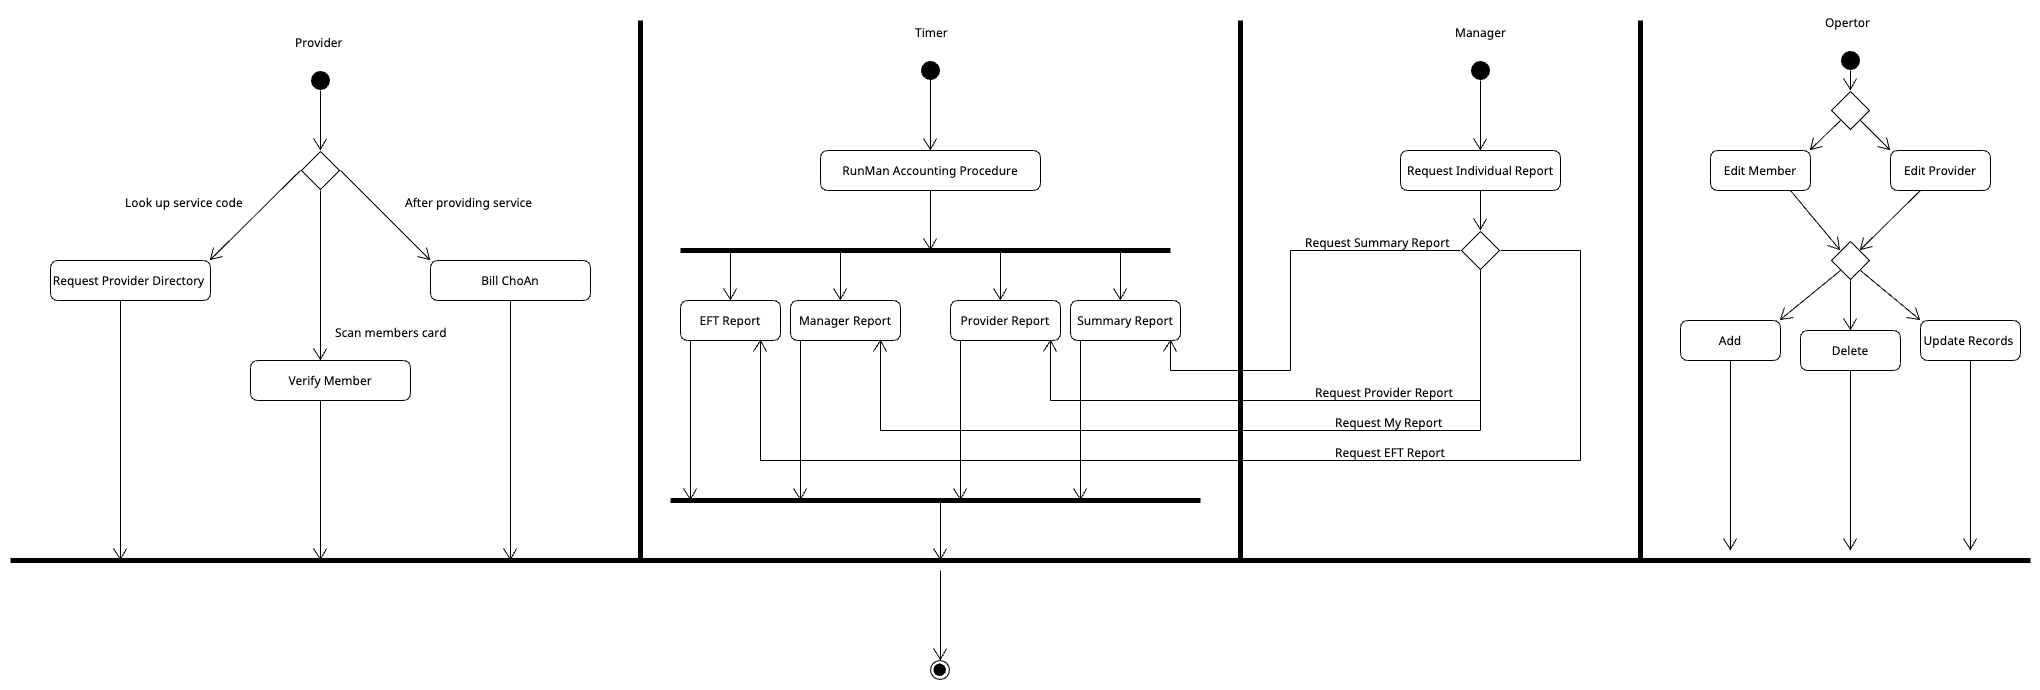 Provider
Look up service code
After providing service
Request Provider Directory
Bill ChoAn
Scan members card
Verify Member
Timer
RunMan Accounting Procedure
EFT Report
Manager Report
Provider Report
Summary Report
Manager
Request Individual Report
Request Summary Report
Request Provider Report
Request My Report
Request EFT Report
Opertor
Edit Member
Edit Provider
Add
Delete
Update Records